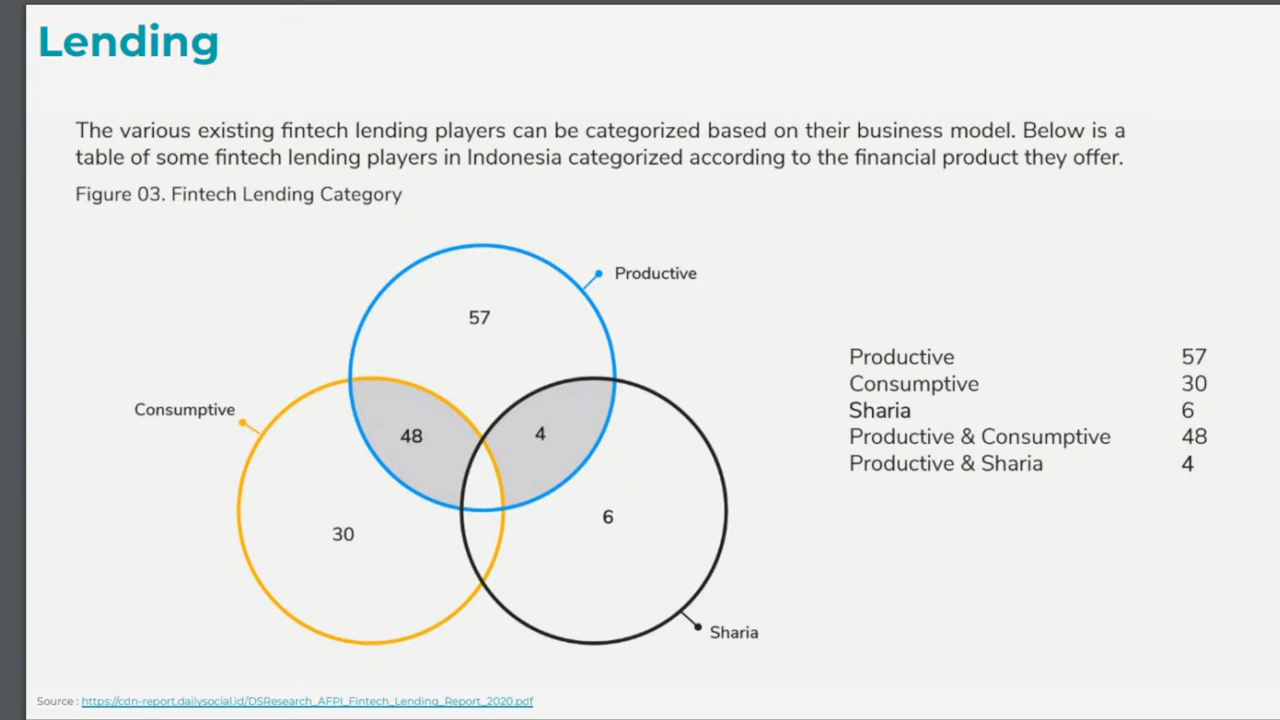 Lending
The various existing fintech lending players can be categorized based on their business model. Below is a
table of some fintech lending players in Indonesia categorized according to the financial product they offer.
Figure 03. Fintech Lending Category
Productive
57
Consumptive
48
4
30
6
Sharia
Productive 57
Consumptive 30
Sharia 6
Productive & Consumptive 48
Productive & Sharia 4
Source : https://cdn-report.dailysocial.id/DSResearch_AFPI_Fintech_Lending_Report_2020.pdf